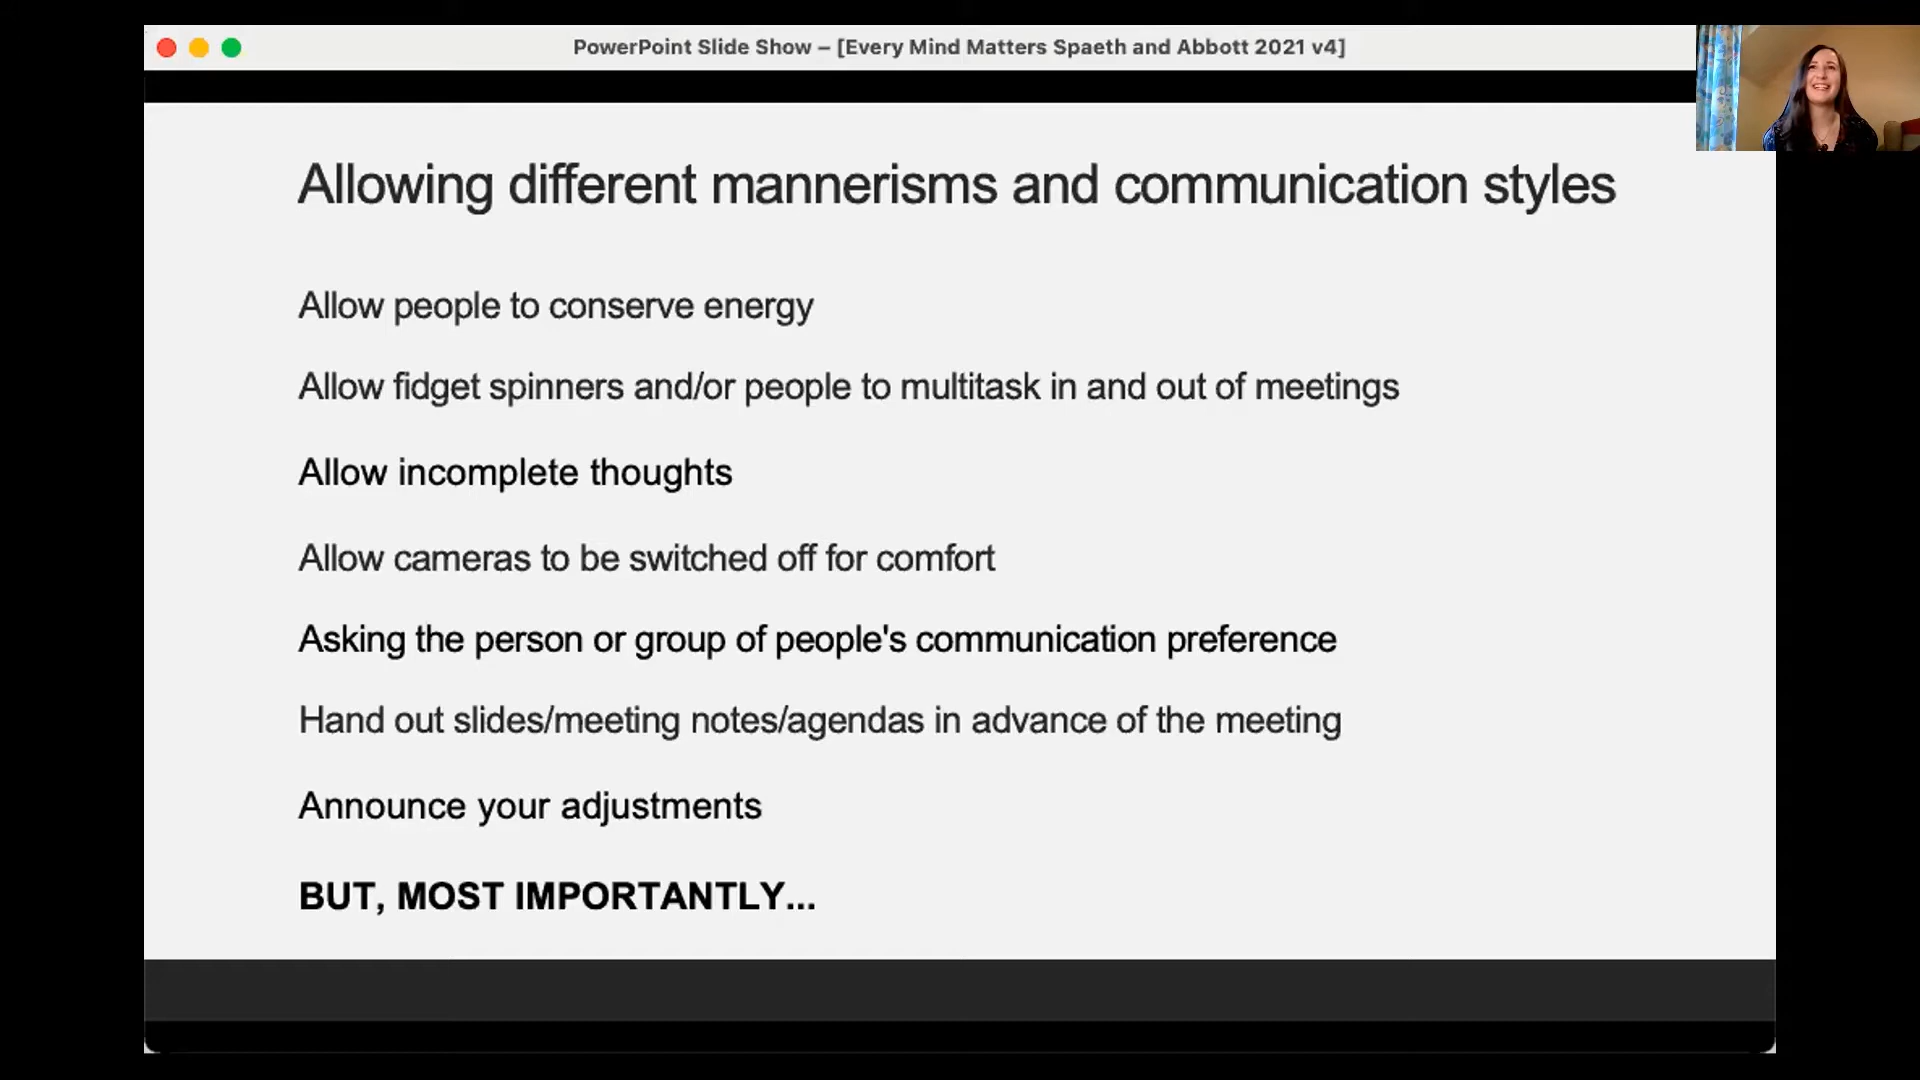 PowerPoint Slide Show – [Every Mind Matters Spaeth and Abbott 2021 v4]
Allowing different mannerisms and communication styles
Allow people to conserve energy
Allow fidget spinners and/or people to multitask in and out of meetings
Allow incomplete thoughts
Allow cameras to be switched off for comfort
Asking the person or group of people's communication preference
Hand out slides/meeting notes/agendas in advance of the meeting
Announce your adjustments
BUT, MOST IMPORTANTLY...